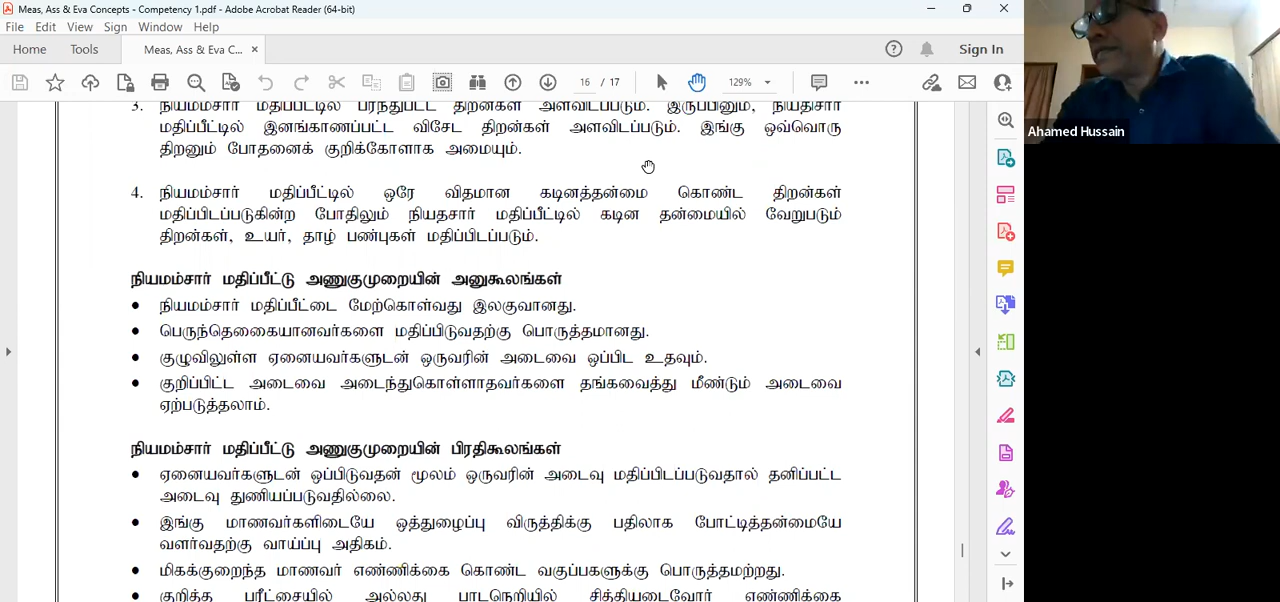 Meas, Ass & Eva Concepts - Competency 1.pdf - Adobe Acrobat Reader (64-bit)
File Edit View Sign Window Help
Home Tools Meas, Ass & Eva C... × Sign In
16 / 17 129%
Ahamed Hussain
3. நியமம்சார் மதிப்பீட்டில் பரந்துபட்ட திறன்கள் அளவிடப்படும். இருப்பினும், நியதிசார்
மதிப்பீட்டில் இனங்காணப்பட்ட விசேட திறன்கள் அளவிடப்படும். இங்கு ஒவ்வொரு
திறனும் போதனைக் குறிக்கோளாக அமையும்.
4. நியமம்சார் மதிப்பீட்டில் ஒரே விதமான கடினத்தன்மை கொண்ட திறன்கள்
மதிப்பிடப்படுகின்ற போதிலும் நியதசார் மதிப்பீட்டில் கடின தன்மையில் வேறுபடும்
திறன்கள், உயர், தாழ் பண்புகள் மதிப்பிடப்படும்.
நியமம்சார் மதிப்பீட்டு அணுகுமுறையின் அனுகூலங்கள்
• நியமம்சார் மதிப்பீட்டை மேற்கொள்வது இலகுவானது.
• பெருந்தெகையானவர்களை மதிப்பிடுவதற்கு பொருத்தமானது.
• குழுவிலுள்ள ஏனையவர்களுடன் ஒருவரின் அடைவை ஒப்பிட உதவும்.
• குறிப்பிட்ட அடைவை அடைந்துகொள்ளாதவர்களை தங்கவைத்து மீண்டும் அடைவை
ஏற்படுத்தலாம்.
நியமம்சார் மதிப்பீட்டு அணுகுமுறையின் பிரதிகூலங்கள்
• ஏனையவர்களுடன் ஒப்பிடுவதன் மூலம் ஒருவரின் அடைவு மதிப்பிடப்படுவதால் தனிப்பட்ட
அடைவு துணியப்படுவதில்லை.
• இங்கு மாணவர்களிடையே ஒத்துழைப்பு விருத்திக்கு பதிலாக போட்டித்தன்மையே
வளர்வதற்கு வாய்ப்பு அதிகம்.
• மிகக்குறைந்த மாணவர் எண்ணிக்கை கொண்ட வகுப்பகளுக்கு பொருத்தமற்றது.
• குறித்த பரீட்சையில் அல்லது பாடநெறியில் சித்தியடைவோர் எண்ணிக்கை